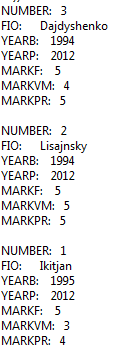 NUMBER: 3
FIO: Dajdyshenko
YEARB: 1994
YEARP: 2012
MARKF: 5
MARKVM: 4
MARKPR: 5

NUMBER: 2
FIO: Lisajnsky
YEARB: 1994
YEARP: 2012
MARKF: 5
MARKVM: 5
MARKPR: 5

NUMBER: 1
FIO: Ikitjan
YEARB: 1995
YEARP: 2012
MARKF: 5
MARKVM: 3
MARKPR: 4